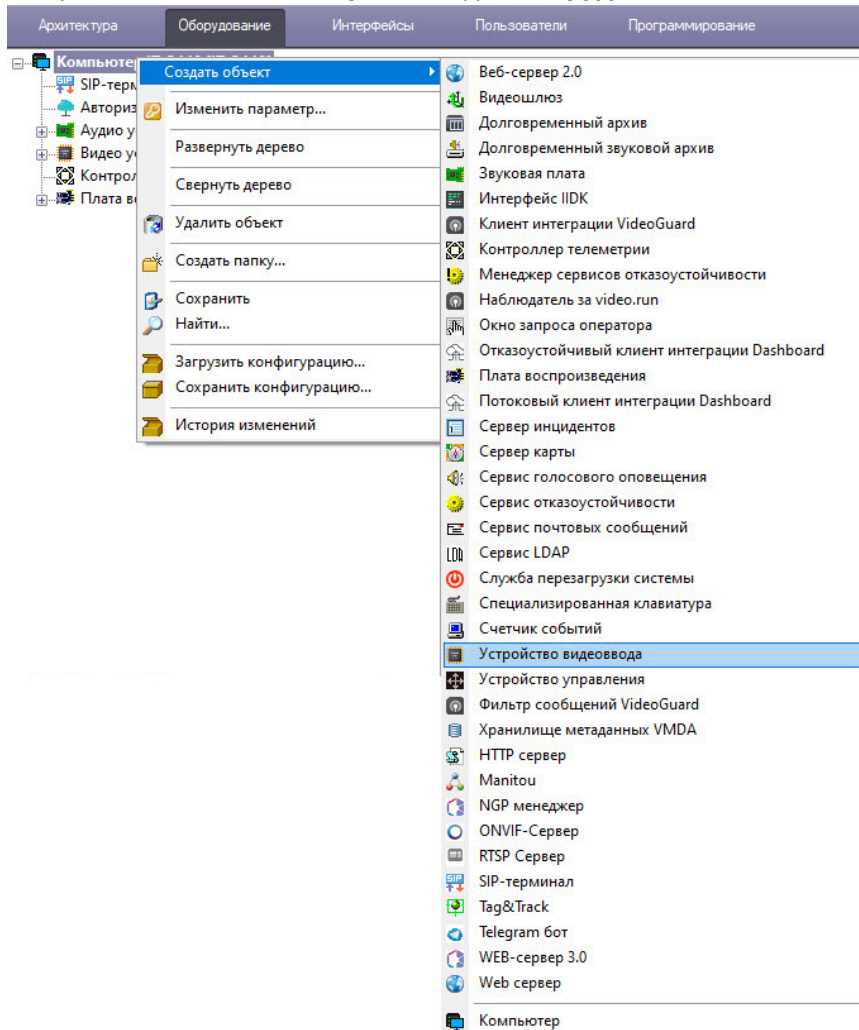 Архитектура Оборудование Интерфейсы Пользователи Программирование
Компьютер
SIP-терм
Авториз
Аудио у
Видео у
Контрол
Плата в
Создать объект
Изменить параметр...
Развернуть дерево
Свернуть дерево
Удалить объект
Создать папку...
Сохранить
Найти...
Загрузить конфигурацию...
Сохранить конфигурацию...
История изменений
Веб-сервер 2.0
Видеошлюз
Долговременный архив
Долговременный звуковой архив
Звуковая плата
Интерфейс IIDK
Клиент интеграции VideoGuard
Контроллер телеметрии
Менеджер сервисов отказоустойчивости
Наблюдатель за video.run
Окно запроса оператора
Отказоустойчивый клиент интеграции Dashboard
Плата воспроизведения
Потоковый клиент интеграции Dashboard
Сервер инцидентов
Сервер карты
Сервис голосового оповещения
Сервис отказоустойчивости
Сервис почтовых сообщений
Сервис LDAP
Служба перезагрузки системы
Специализированная клавиатура
Счетчик событий
Устройство видеоввода
Устройство управления
Фильтр сообщений VideoGuard
Хранилище метаданных VMDA
HTTP сервер
Manitou
NGP менеджер
ONVIF-Сервер
RTSP Сервер
SIP-терминал
Tag&Track
Telegram бот
WEB-сервер 3.0
Web сервер
Компьютер